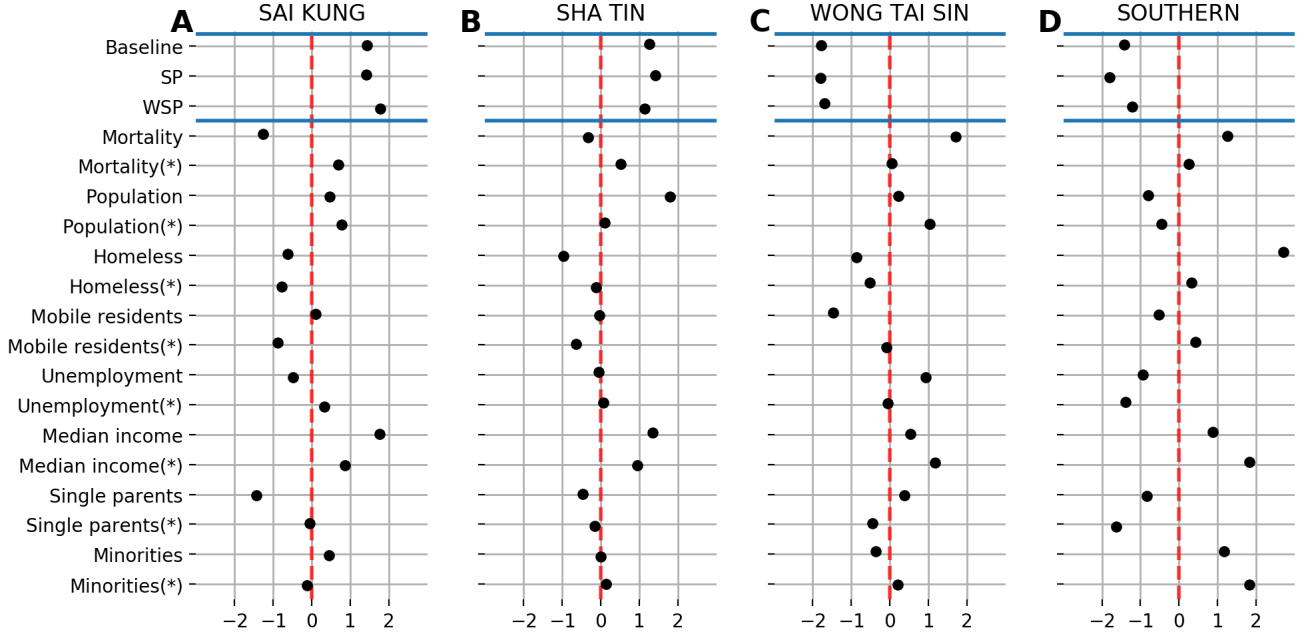 A SAI KUNG
B SHA TIN
C WONG TAI SIN
D SOUTHERN
Baseline
SP
WSP
Mortality
Mortality(*)
Population
Population(*)
Homeless
Homeless(*)
Mobile residents
Mobile residents(*)
Unemployment
Unemployment(*)
Median income
Median income(*)
Single parents
Single parents(*)
Minorities
Minorities(*)
−2 −1 0 1 2
−2 −1 0 1 2
−2 −1 0 1 2
−2 −1 0 1 2